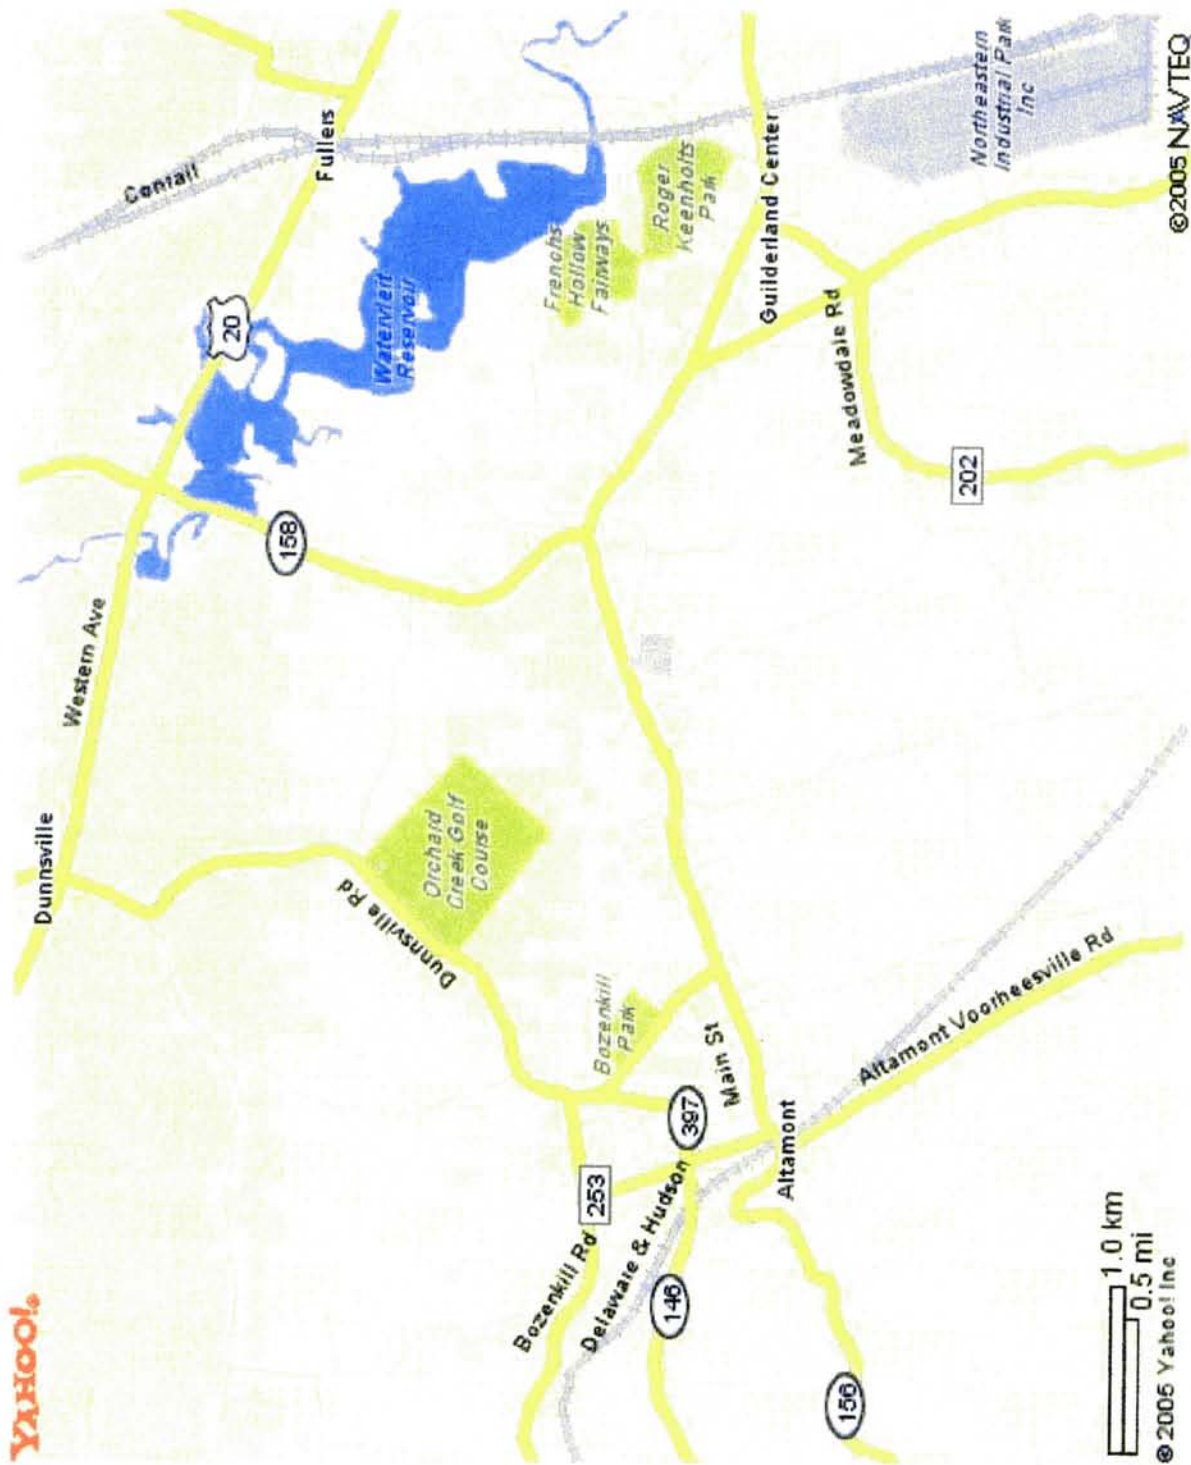 YAHOO!
Dunnsville
Western Ave
Conrail
20
158
Fullers
Dunnsville Rd
Watervliet
Reservoir
Orchard
Creek Golf
Course
Bozenkill Rd
253
Frenchs
Hollow
Fairways
Bozenkill
Park
Delaware & Hudson
146
397
Roger
Keenholts
Park
Main St
Guilderland Center
Altamont
156
Meadowdale Rd
202
Altamont Voorheesville Rd
Northeastern
Industrial Park
Inc
1.0 km
0.5 mi
©2005 Yahoo! Inc
©2005 NAVTEQ